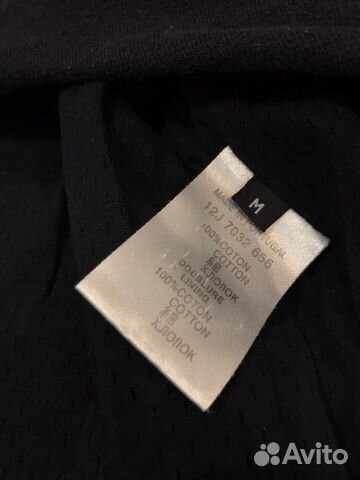 M
MADE IN PORTUGAL
12J 7032 656
100%COTON
COTTON
棉
ХЛОПОК
DOUBLURE
LINING
100%COTON
COTTON
棉
ХЛОПОК
Avito